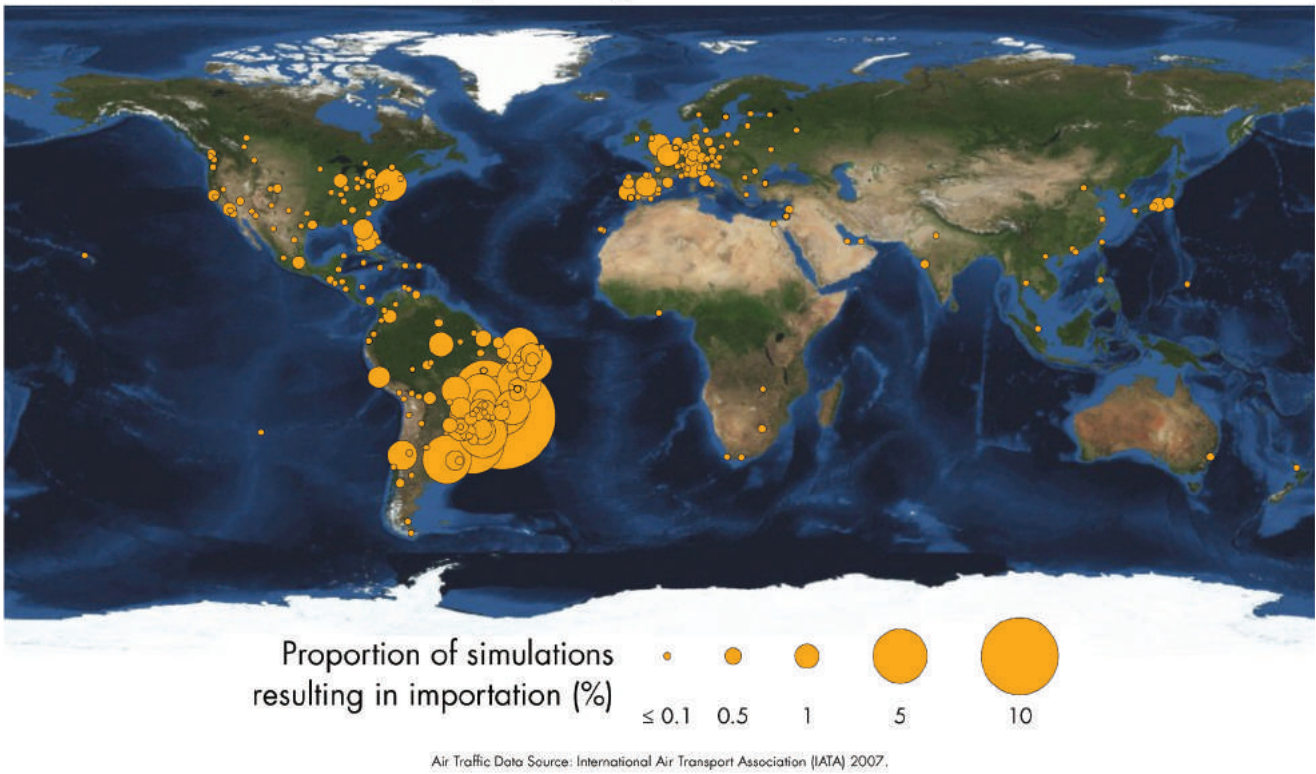 Proportion of simulations
resulting in importation (%)
≤ 0.1 0.5 1 5 10
Air Traffic Data Source: International Air Transport Association (IATA) 2007.